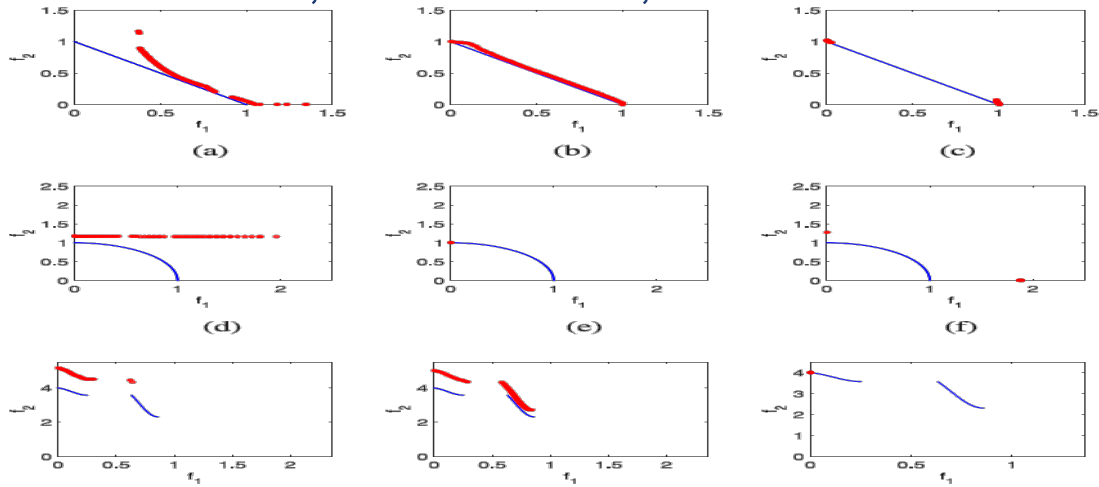 1.5 1.5 1.5
f2 1 f2 1 f2 1
0.5 0.5 0.5
0 0 0
0.5 1 1.5 0 0.5 1 1.5 0 0.5 1 1.5
f1 f1 f1
(a) (b) (c)
2.5 2.5 2.5
2 2 2
1.5 1.5 1.5
f2 1 f2 1 f2 1
0.5 0.5 0.5
0 0 0
0 1 2 0 1 2 0 1 2
f1 f1 f1
(d) (e) (f)
4 4 4
f2 f2 f2 3
2 2 2
1
0 0 0
0 0.5 1 1.5 2 0 0.5 1 1.5 2 0 0.5 1
f1 f1 f1